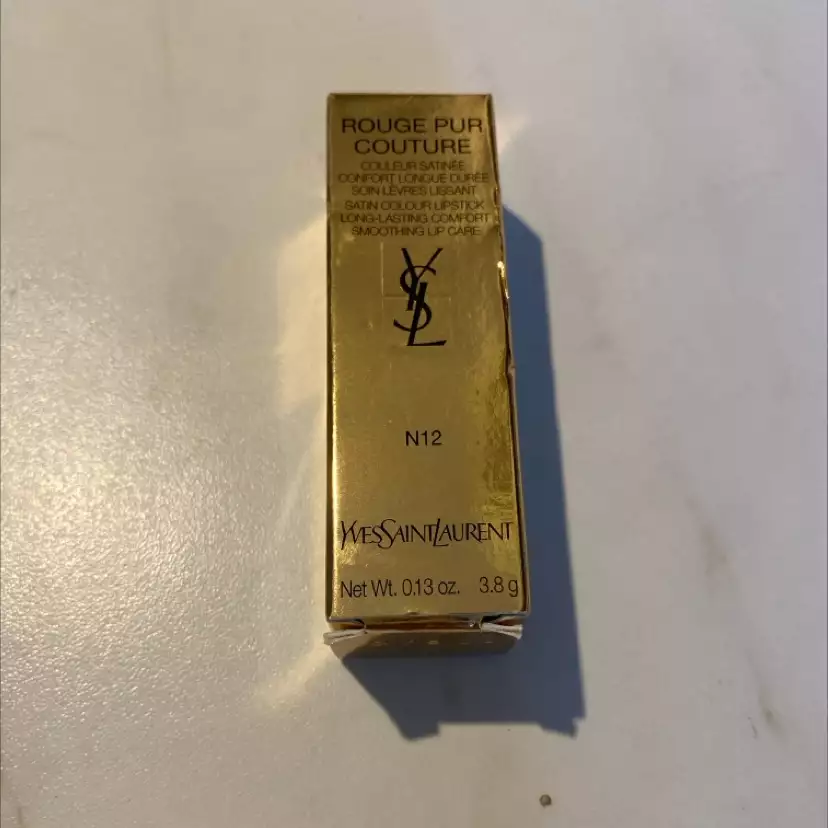 ROUGE PUR
COUTURE
COULEUR SATINÉE
CONFORT LONGUE DURÉE
SOIN LÈVRES LISSANT
SATIN COLOUR LIPSTICK
LONG-LASTING COMFORT
SMOOTHING LIP CARE
YSL
N12
YVESSAINTLAURENT
Net Wt. 0.13 oz. 3.8 g